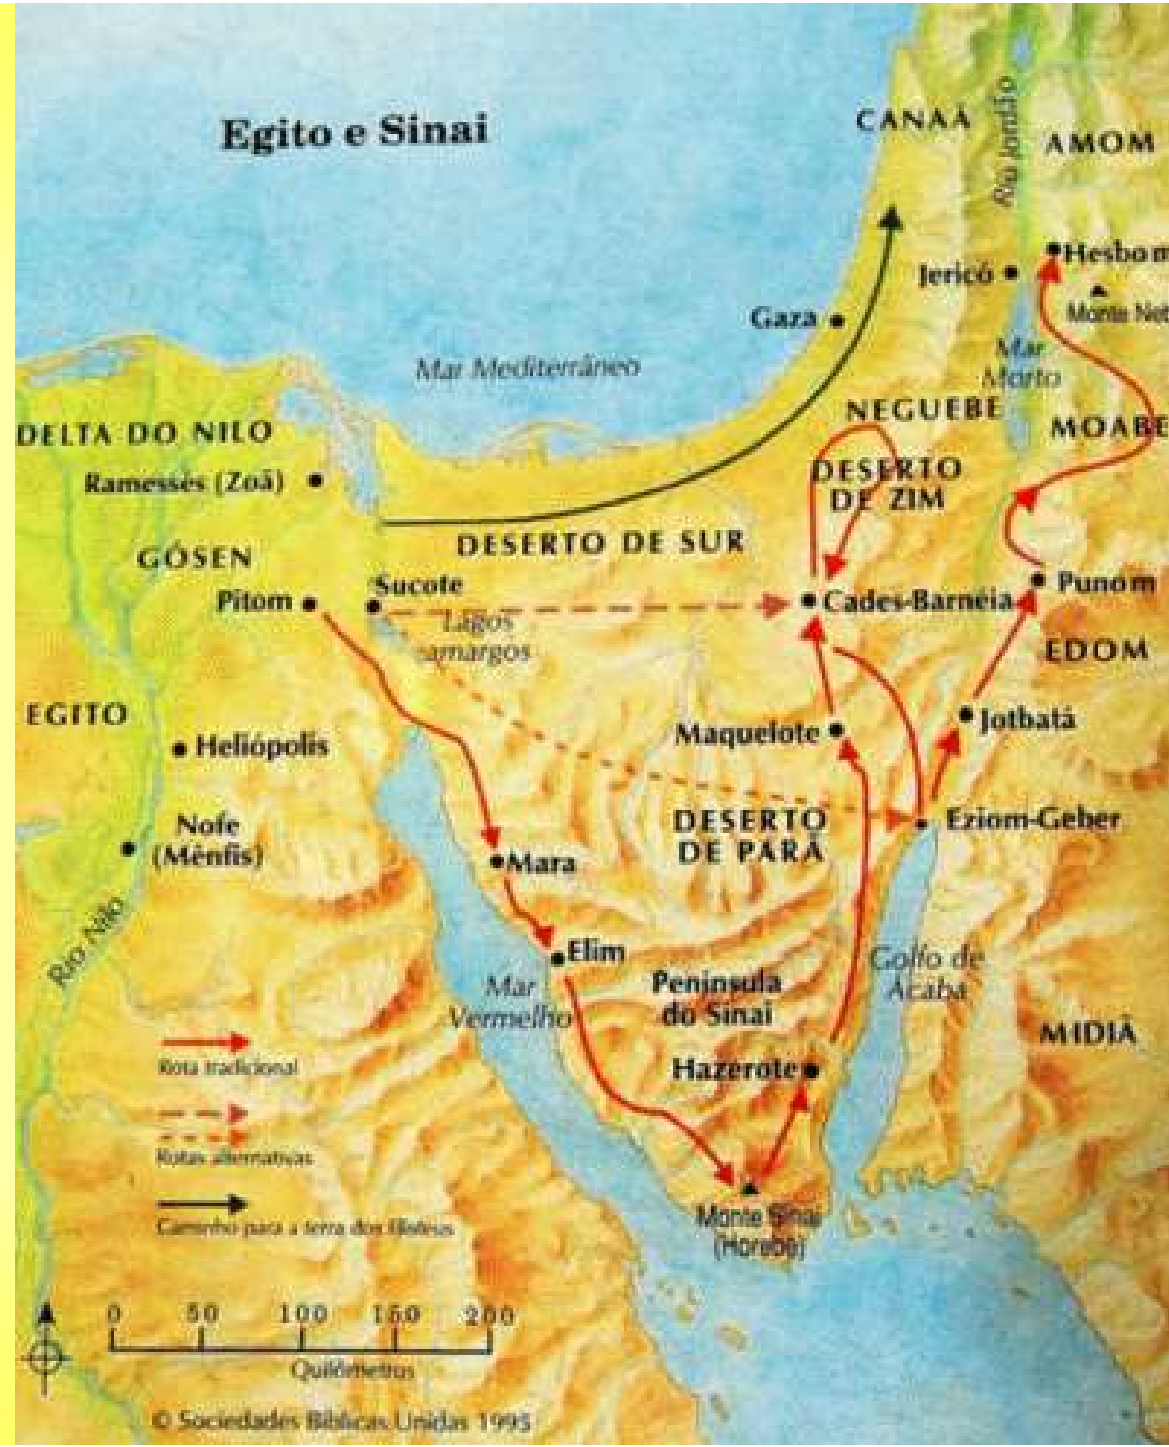 Egito e Sinai
CANAÃ
Rio Jordão
AMOM
Hesbom
Jericó
Monte Neb
Gaza
Mar
Morto
Mar Mediterrâneo
NEGUEBE
MOABE
DELTA DO NILO
DESERTO
DE ZIM
Ramessés (Zoã)
DESERTO DE SUR
GÓSEN
Sucote
Pitom
Cades-Barnéia
Punom
Lagos
amargos
EDOM
EGITO
Jotbatá
Maquelote
Heliópolis
DESERTO
DE PARÃ
Eziom-Geber
Nofe
(Mênfis)
Mara
Rio Nilo
Elim
Golfo de
Acaba
Mar
Vermelho
Península
do Sinai
MIDIÃ
Hazerote
Rota tradicional
Rotas alternativas
Monte Sinai
(Horebe)
Caminho para a terra dos filisteus
0 50 100 150 200
Quilômetros
© Sociedades Bíblicas Unidas 1995